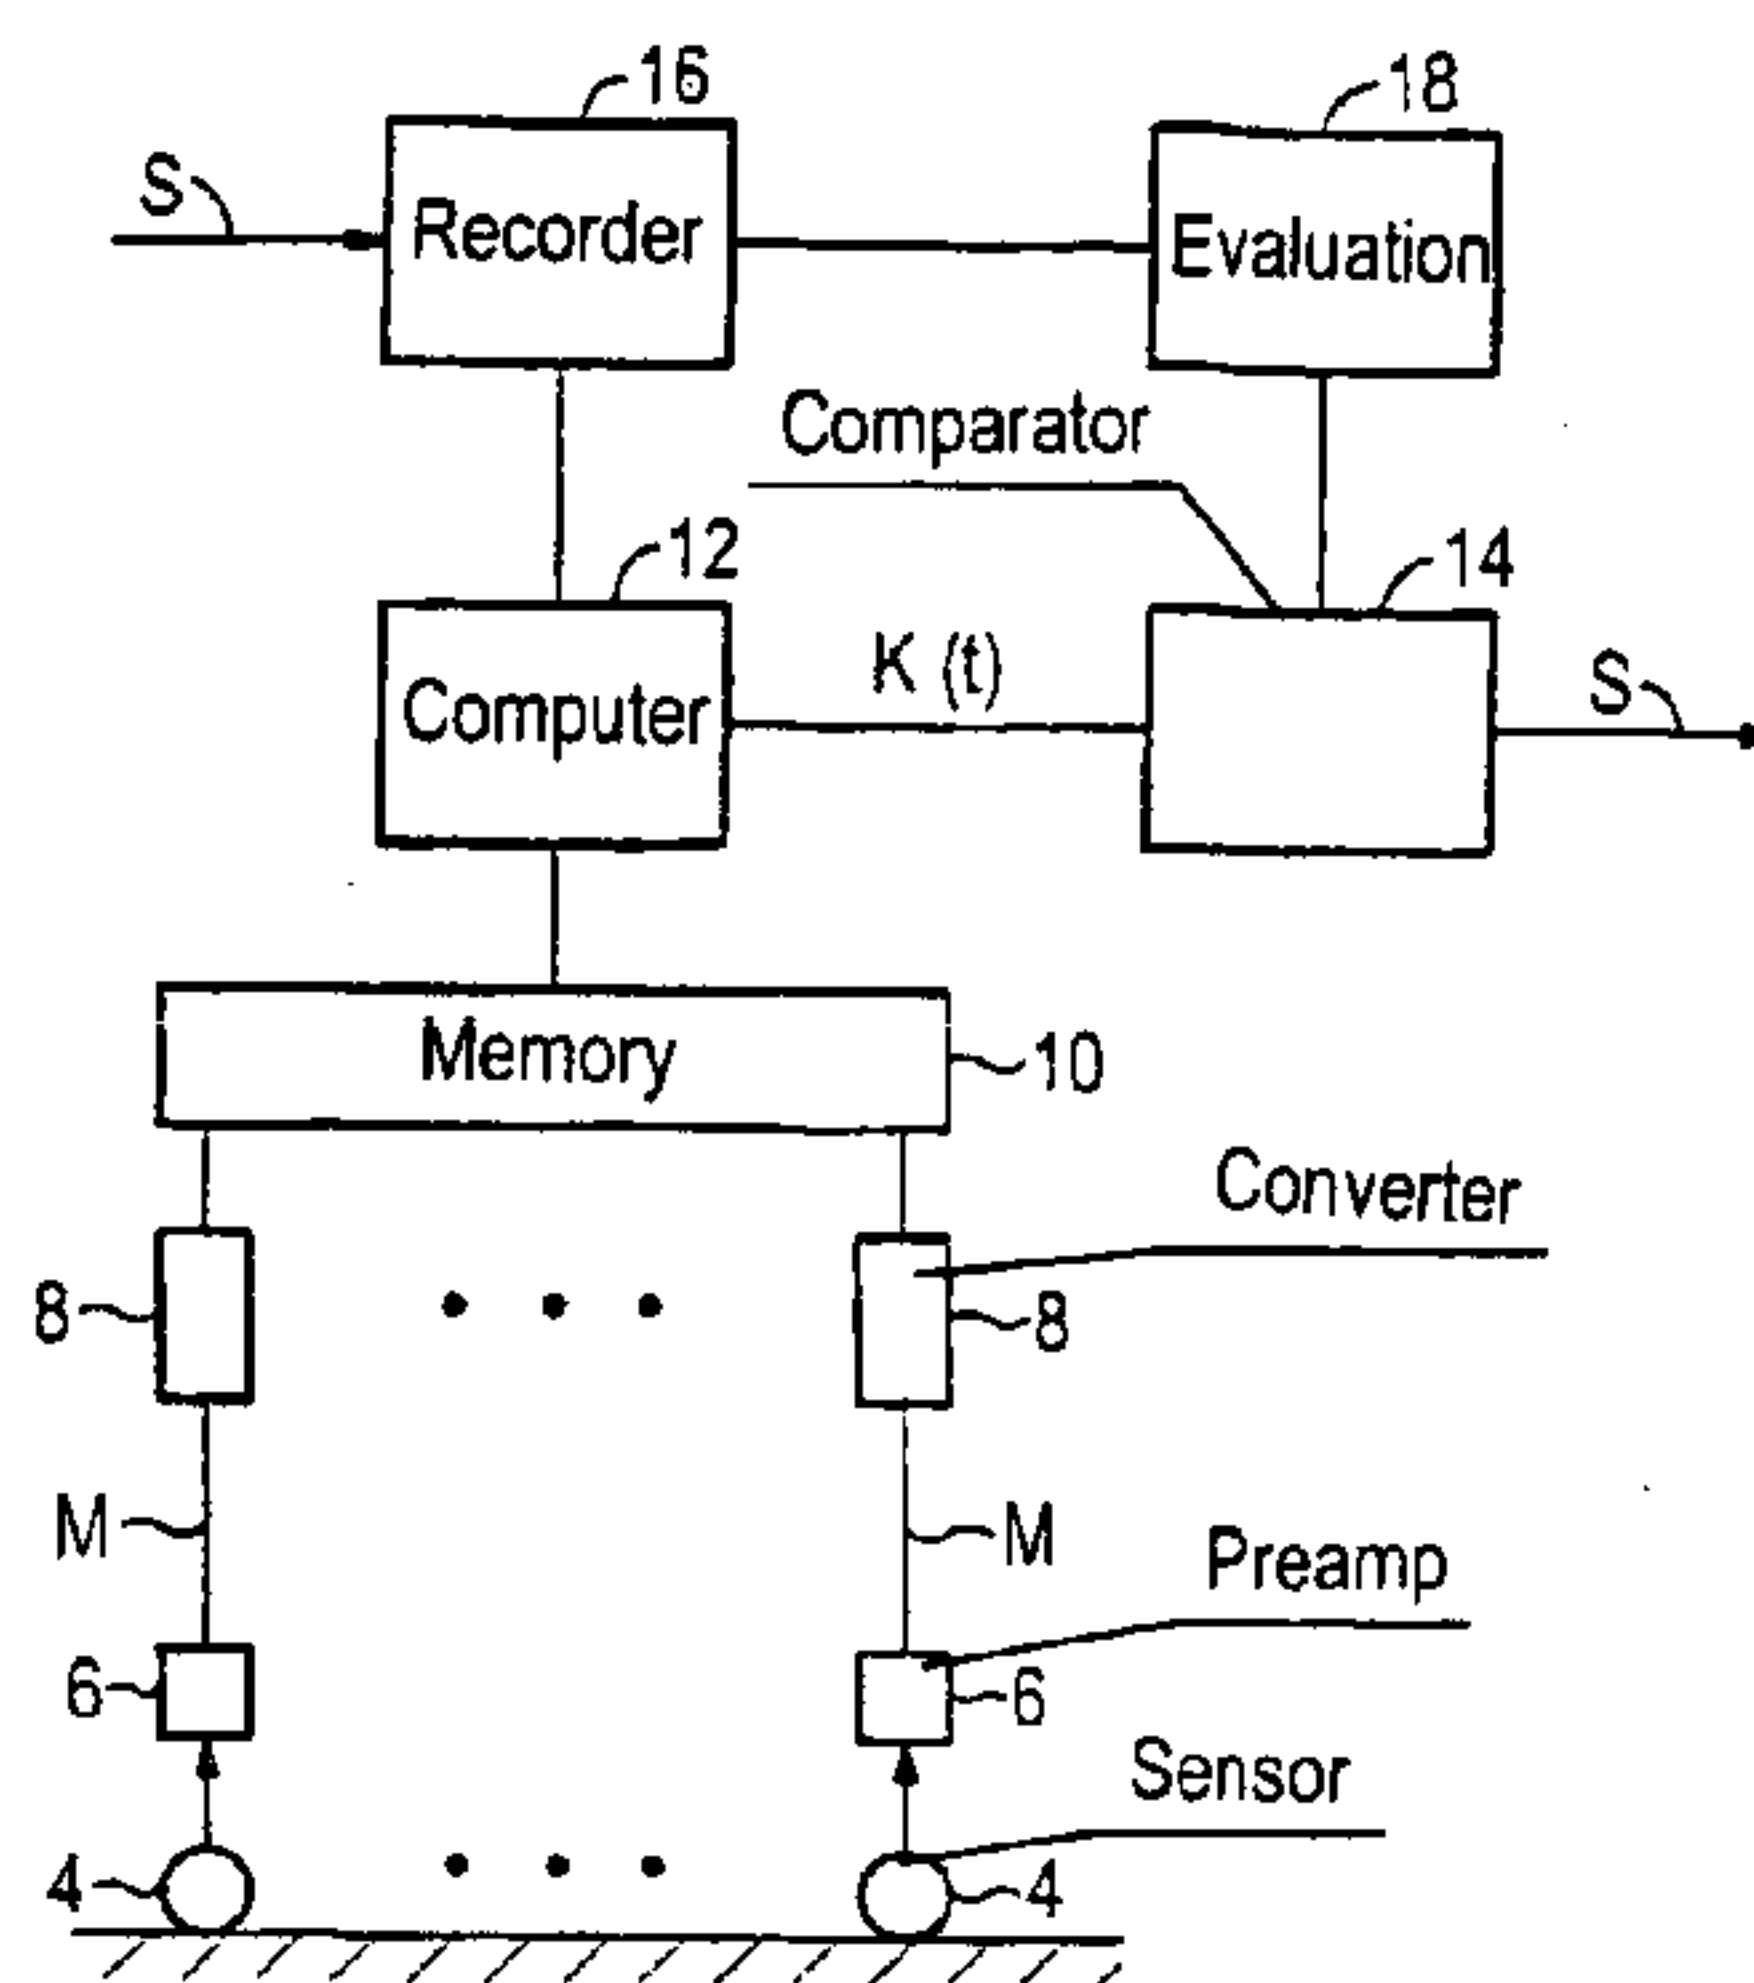 16
18
S
Recorder
Evaluation
Comparator
12
14
K (t)
S
Computer
Memory
10
Converter
8
8
M
M
Preamp
6
6
Sensor
4
4